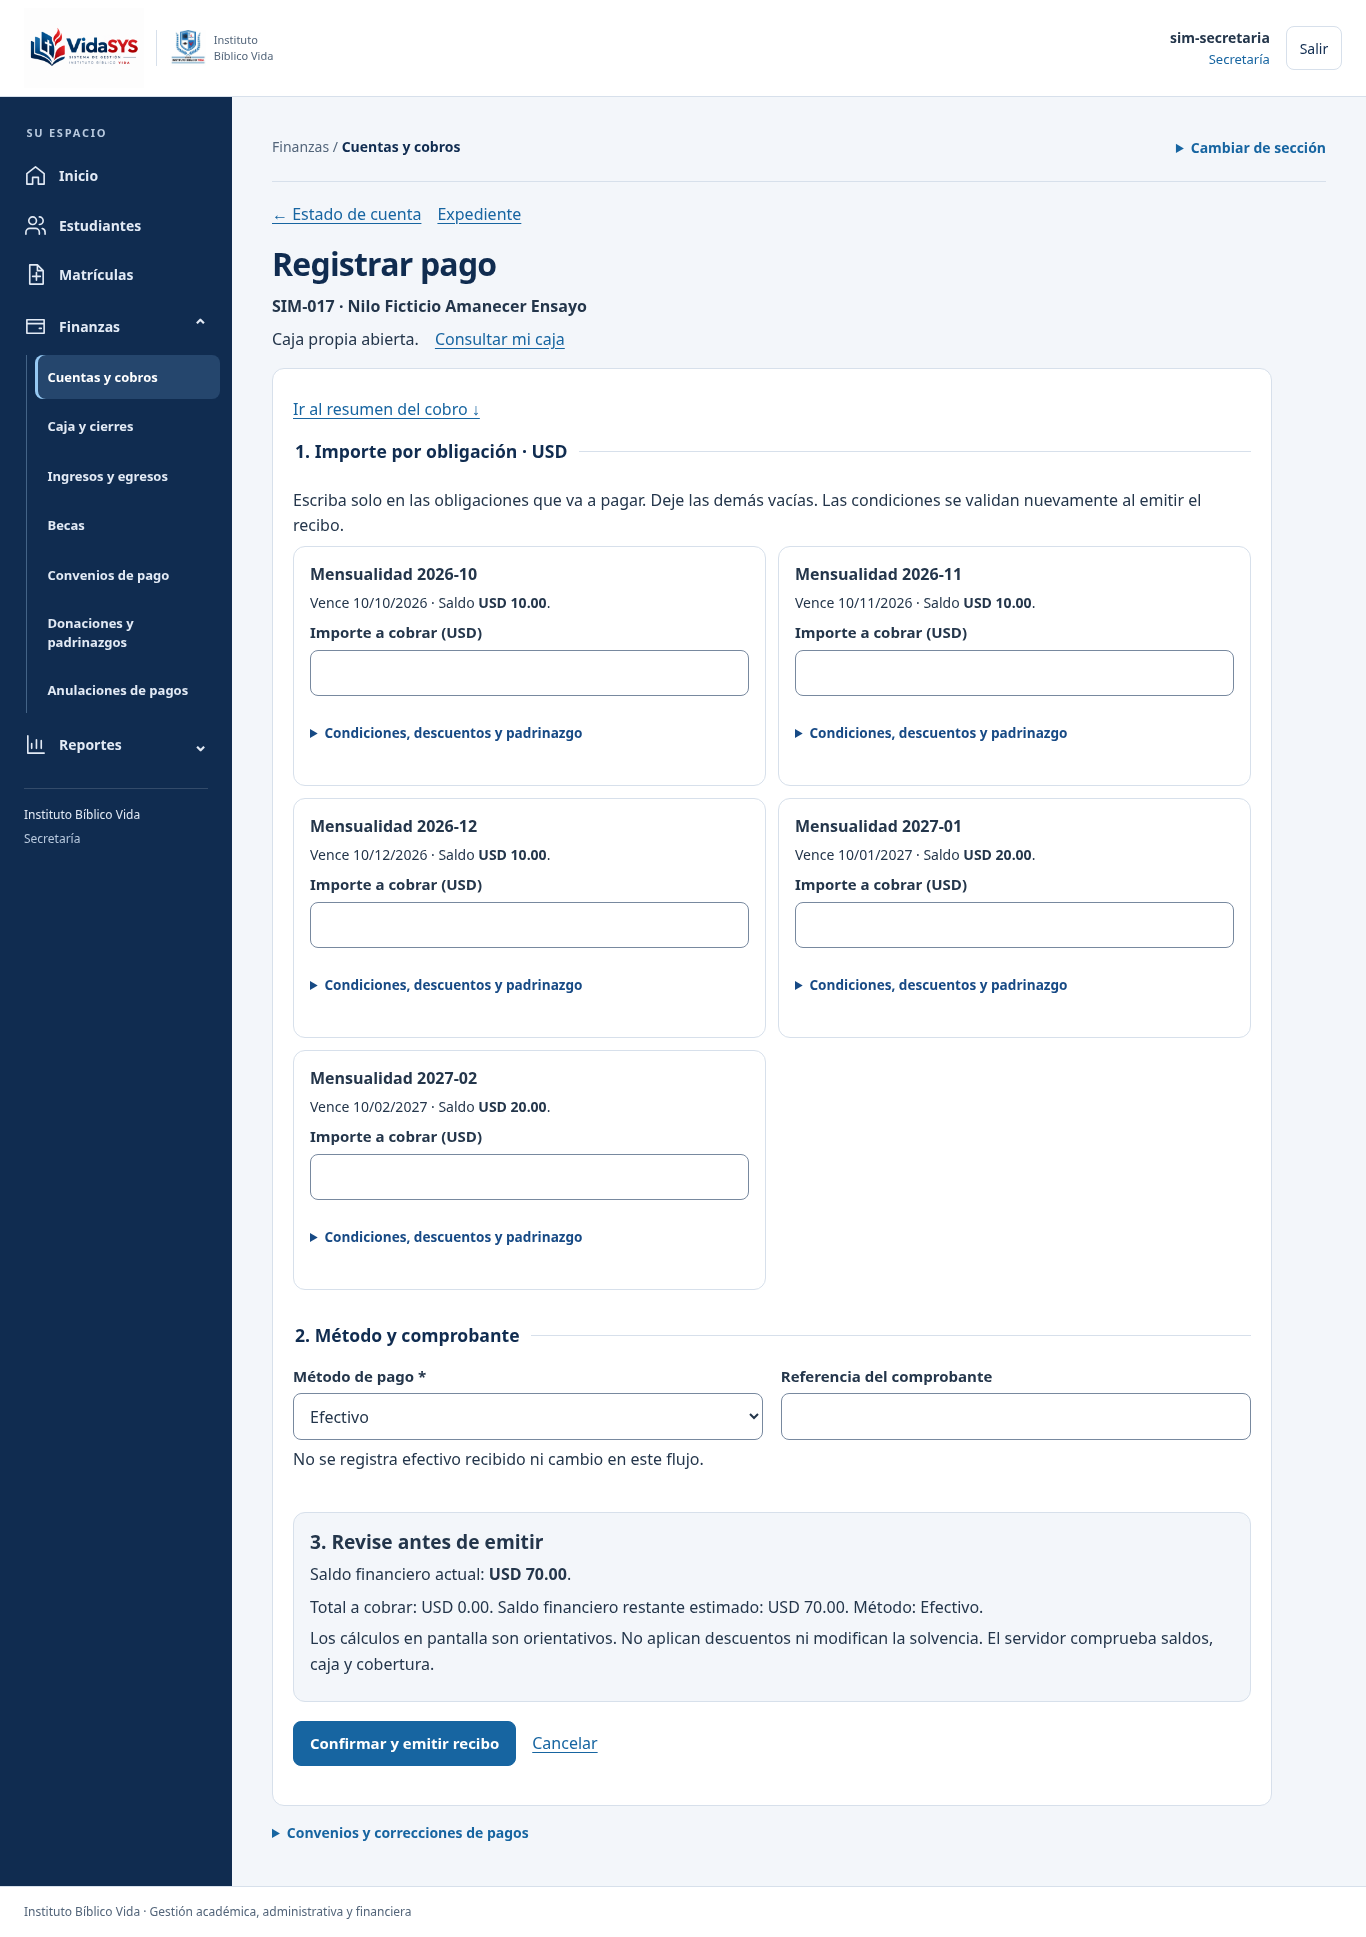 VidaSYS
SISTEMA DE GESTIÓN
INSTITUTO BÍBLICO VIDA
Instituto
Bíblico Vida
sim-secretaria
Secretaría
Salir
SU ESPACIO
Inicio
Estudiantes
Matrículas
Finanzas
Cuentas y cobros
Caja y cierres
Ingresos y egresos
Becas
Convenios de pago
Donaciones y
padrinazgos
Anulaciones de pagos
Reportes
Instituto Bíblico Vida
Secretaría
Finanzas / Cuentas y cobros
▶ Cambiar de sección
← Estado de cuenta Expediente
Registrar pago
SIM-017 · Nilo Ficticio Amanecer Ensayo
Caja propia abierta. Consultar mi caja
Ir al resumen del cobro ↓
1. Importe por obligación · USD
Escriba solo en las obligaciones que va a pagar. Deje las demás vacías. Las condiciones se validan nuevamente al emitir el
recibo.
Mensualidad 2026-10
Vence 10/10/2026 · Saldo USD 10.00.
Importe a cobrar (USD)
▶ Condiciones, descuentos y padrinazgo
Mensualidad 2026-11
Vence 10/11/2026 · Saldo USD 10.00.
Importe a cobrar (USD)
▶ Condiciones, descuentos y padrinazgo
Mensualidad 2026-12
Vence 10/12/2026 · Saldo USD 10.00.
Importe a cobrar (USD)
▶ Condiciones, descuentos y padrinazgo
Mensualidad 2027-01
Vence 10/01/2027 · Saldo USD 20.00.
Importe a cobrar (USD)
▶ Condiciones, descuentos y padrinazgo
Mensualidad 2027-02
Vence 10/02/2027 · Saldo USD 20.00.
Importe a cobrar (USD)
▶ Condiciones, descuentos y padrinazgo
2. Método y comprobante
Método de pago *
Efectivo
Referencia del comprobante
No se registra efectivo recibido ni cambio en este flujo.
3. Revise antes de emitir
Saldo financiero actual: USD 70.00.
Total a cobrar: USD 0.00. Saldo financiero restante estimado: USD 70.00. Método: Efectivo.
Los cálculos en pantalla son orientativos. No aplican descuentos ni modifican la solvencia. El servidor comprueba saldos,
caja y cobertura.
Confirmar y emitir recibo Cancelar
▶ Convenios y correcciones de pagos
Instituto Bíblico Vida · Gestión académica, administrativa y financiera